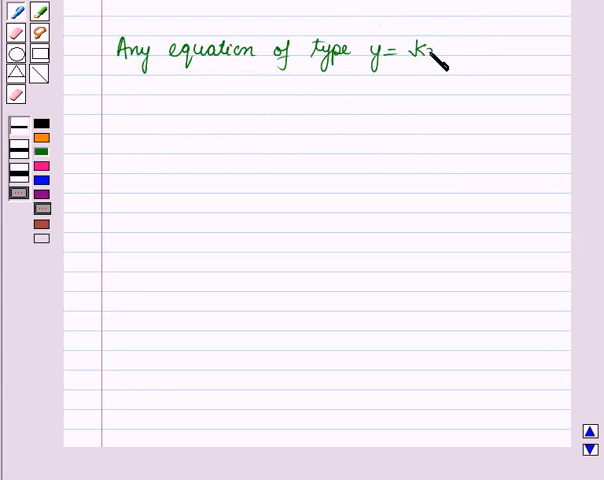 Any equation of type y = k